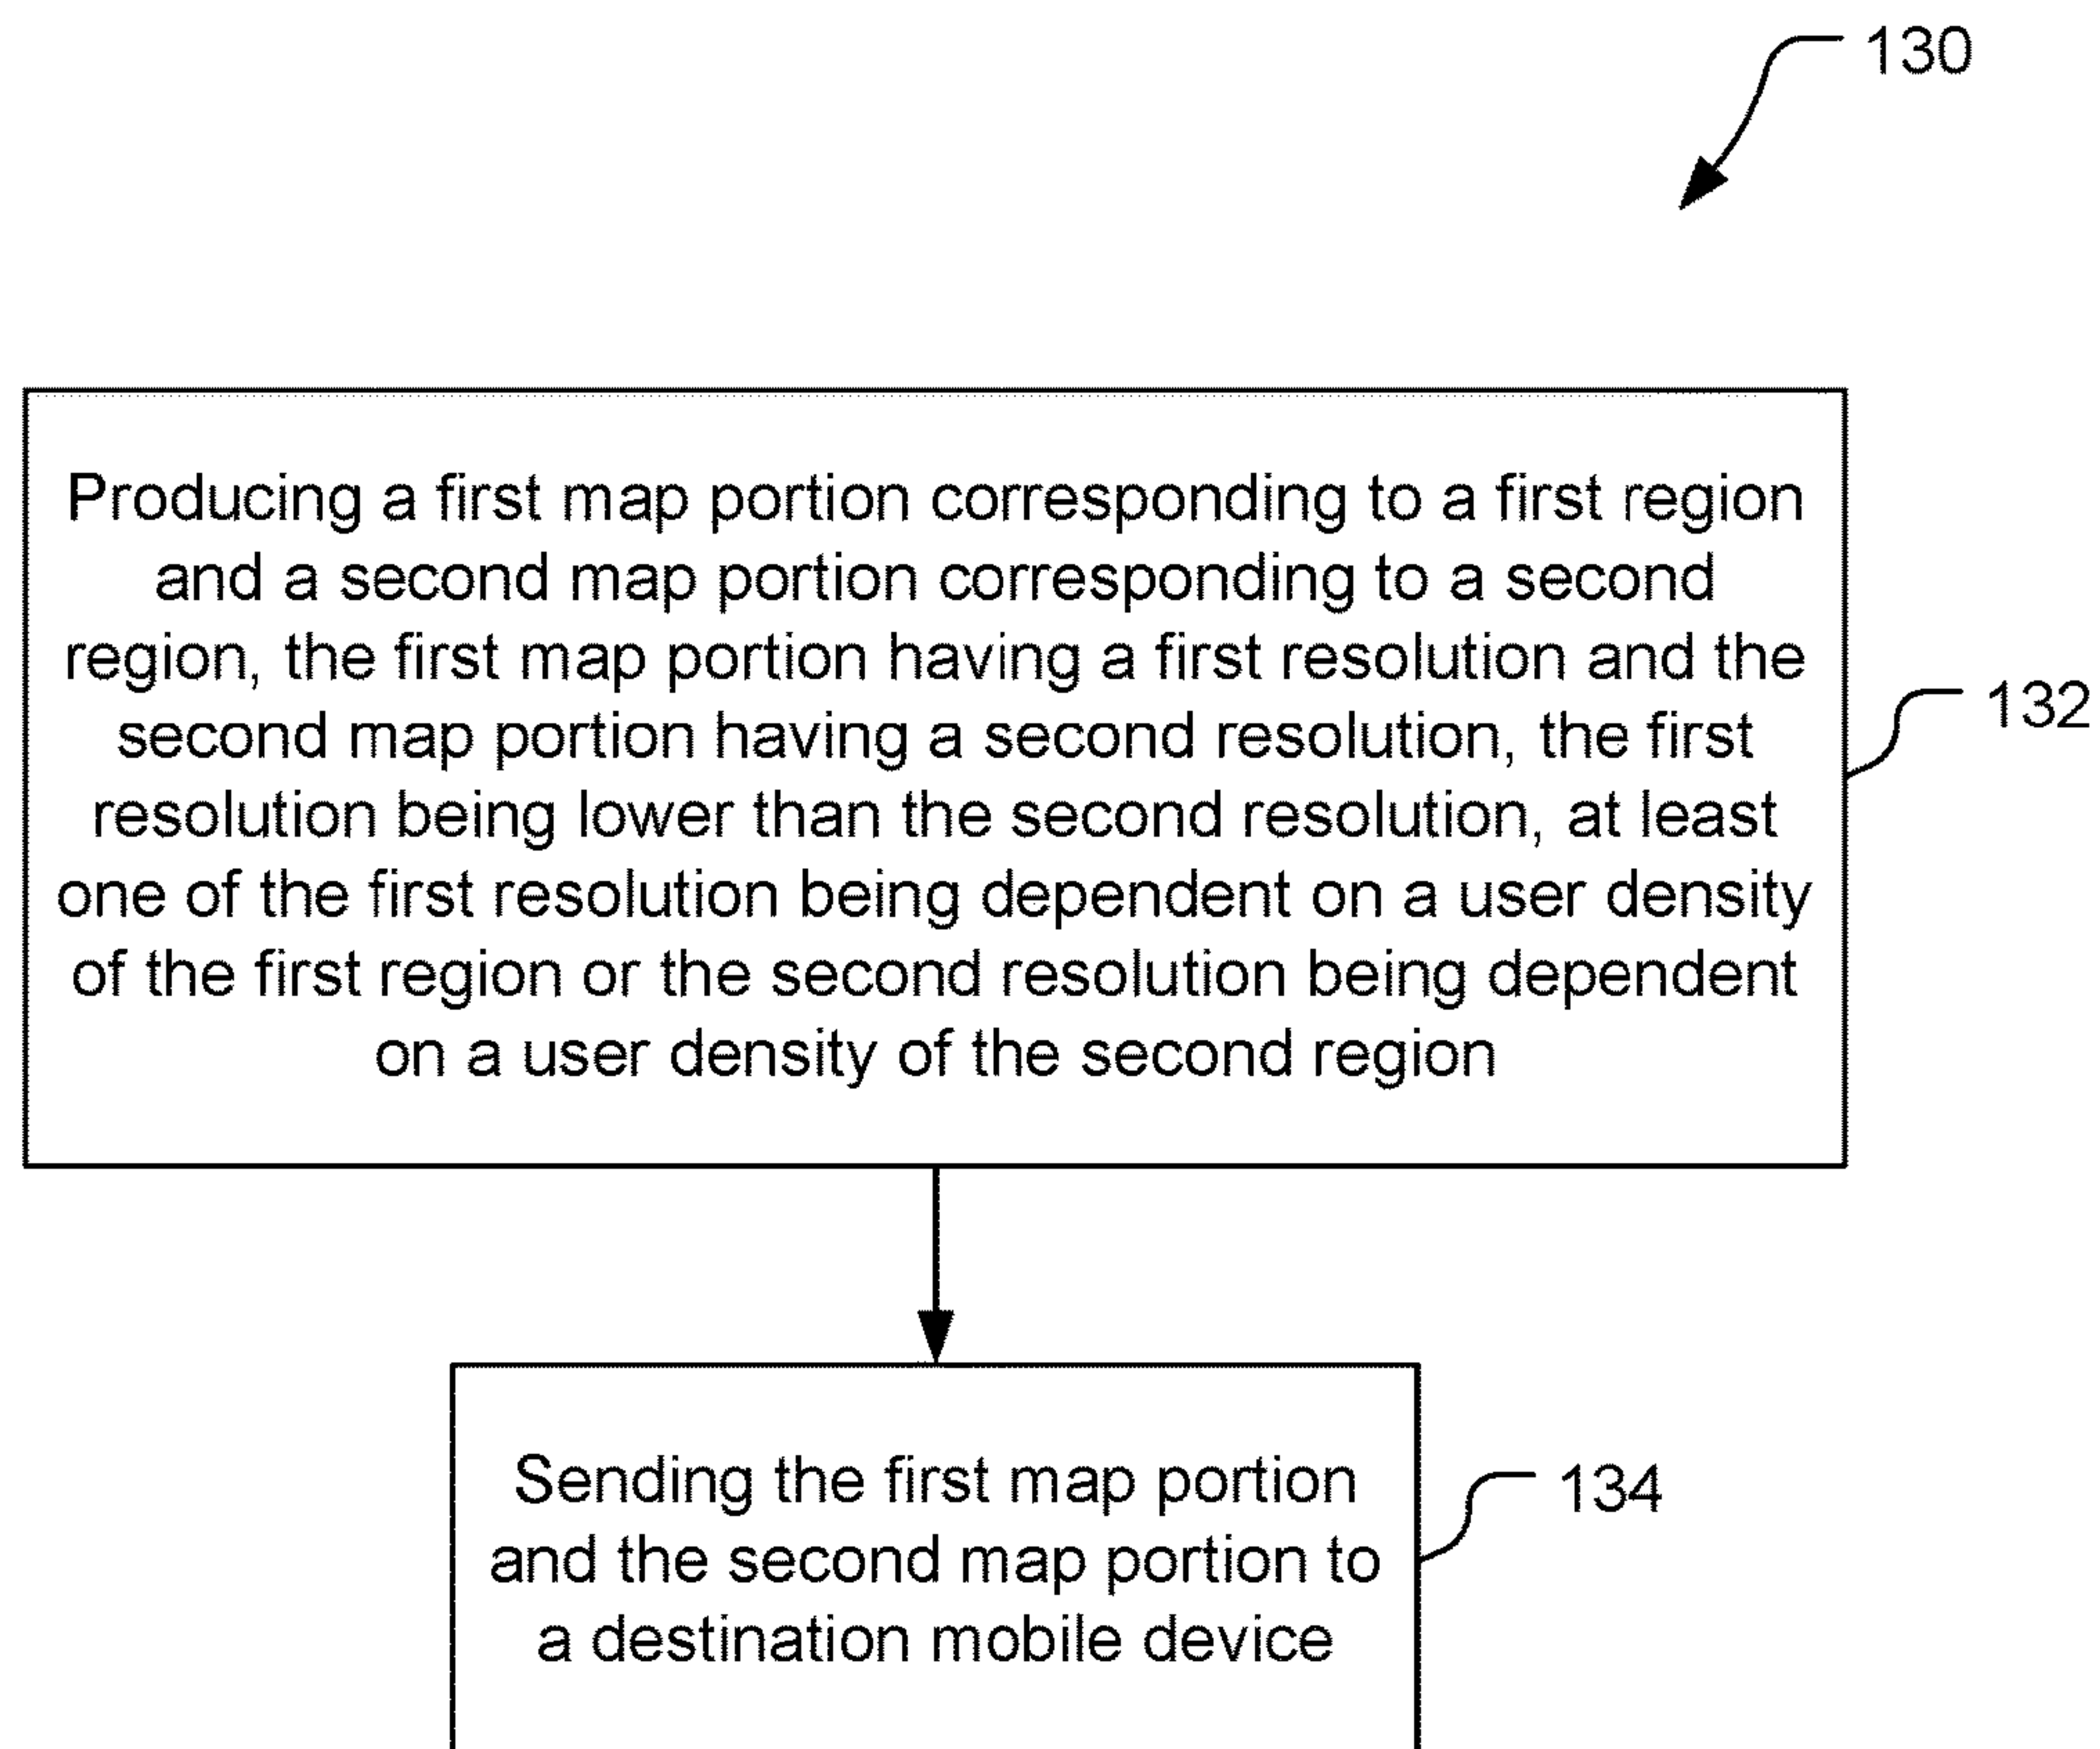 130
Producing a first map portion corresponding to a first region
and a second map portion corresponding to a second
region, the first map portion having a first resolution and the
second map portion having a second resolution, the first
resolution being lower than the second resolution, at least
one of the first resolution being dependent on a user density
of the first region or the second resolution being dependent
on a user density of the second region
132
Sending the first map portion
and the second map portion to
a destination mobile device
134